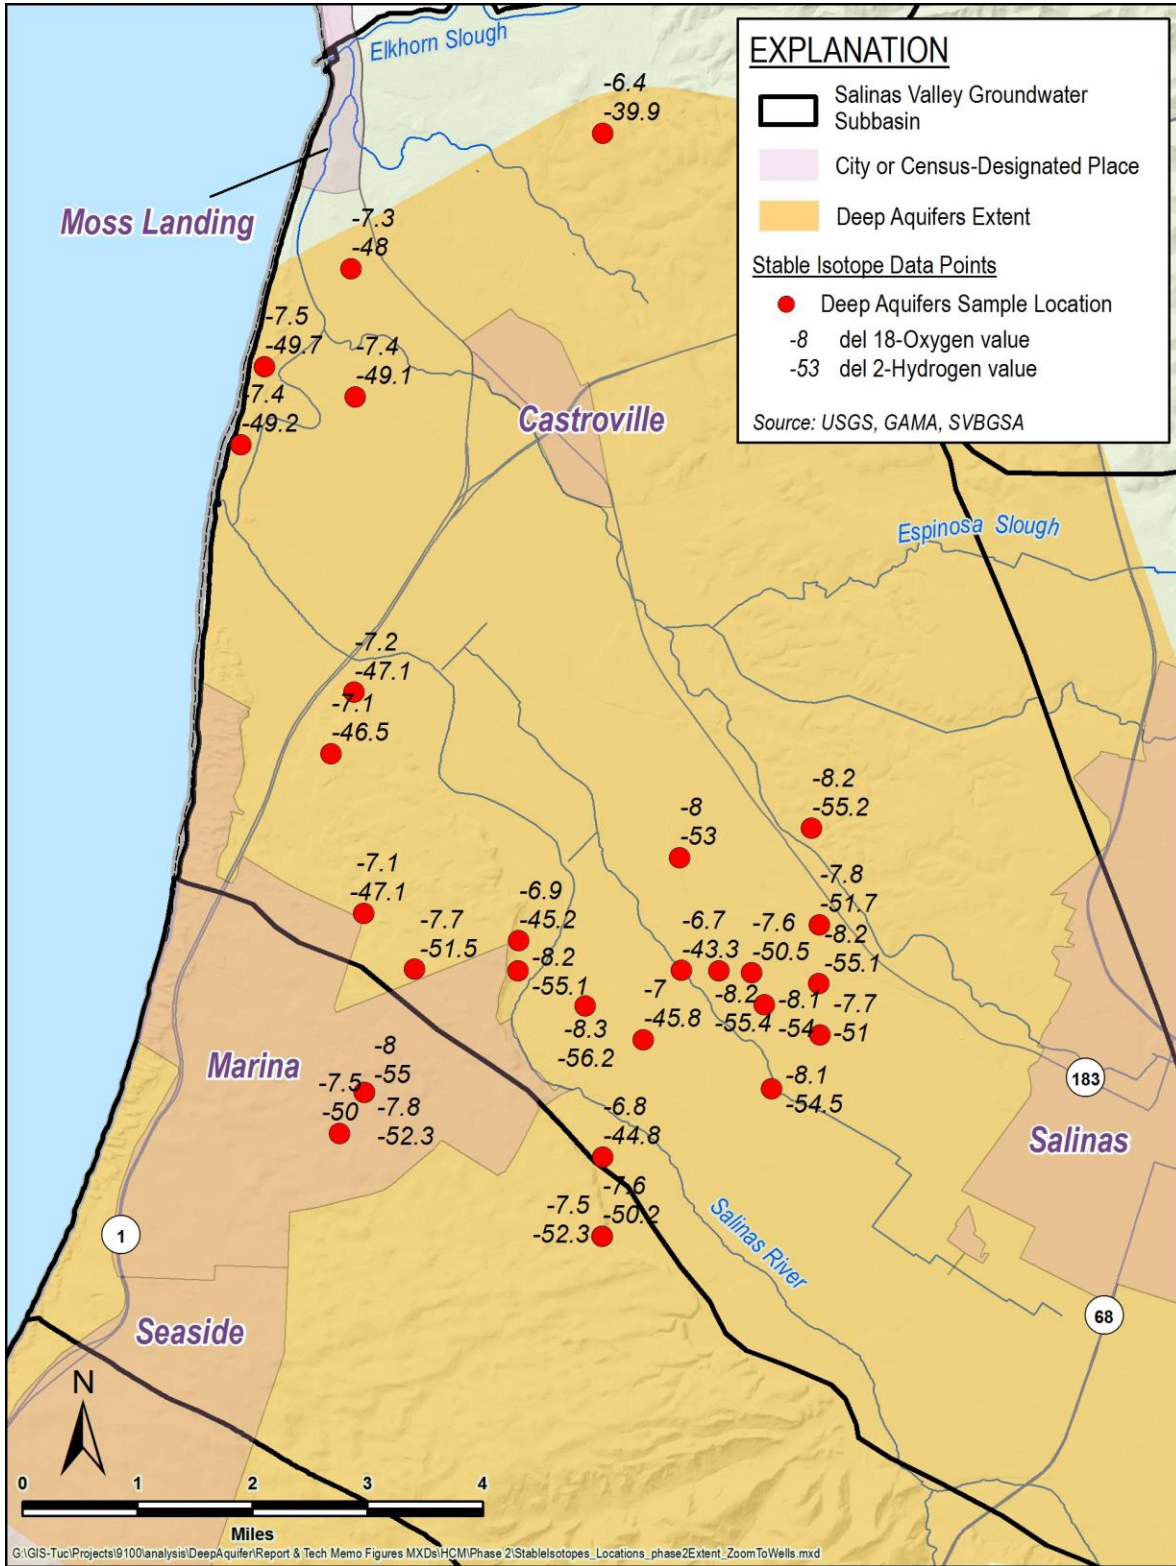 Elkhorn Slough
EXPLANATION
Salinas Valley Groundwater
Subbasin
City or Census-Designated Place
Deep Aquifers Extent
Stable Isotope Data Points
Deep Aquifers Sample Location
-8 del 18-Oxygen value
-53 del 2-Hydrogen value
Source: USGS, GAMA, SVBGSA
-6.4
-39.9
Moss Landing
-7.3
-48
-7.5
-49.7
-7.4
-49.1
-7.4
-49.2
Castroville
Espinosa Slough
-7.2
-47.1
-7.1
-46.5
-8.2
-55.2
-8
-53
-7.1
-47.1
-7.7
-51.5
-6.9
-45.2
-8.2
-55.1
-8.3
-56.2
-7
-45.8
-6.7
-43.3
-7.6
-50.5
-7.8
-51.7
-8.2
-55.1
-8.2
-55.4
-8.1
-54
-7.7
-51
-8.1
-54.5
Marina
-8
-55
-7.5
-50
-7.8
-52.3
-6.8
-44.8
-7.6
-50.2
-7.5
-52.3
183
Salinas
Salinas River
1
68
Seaside
N
0 1 2 3 4
Miles
G:\GIS-Tuc\Projects\9100\analysis\DeepAquifer\Report & Tech Memo Figures MXDs\HCM\Phase 2\StableIsotopes_Locations_phase2Extent_ZoomToWells.mxd